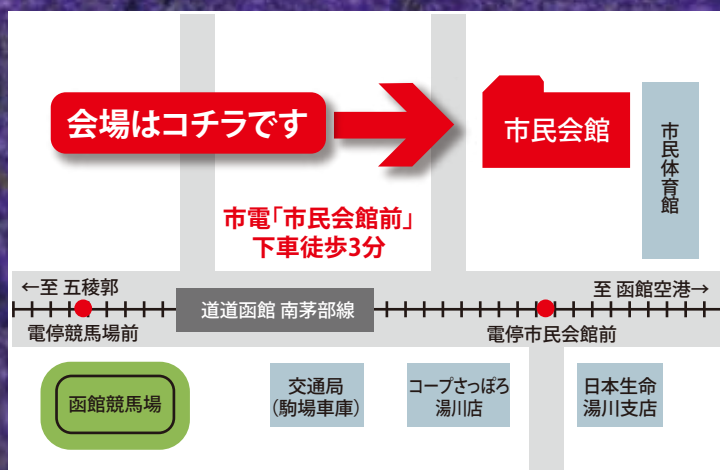 会場はコチラです
市民会館
市民体育館
市電「市民会館前」
下車徒歩3分
←至 五稜郭
至 函館空港→
道道函館 南茅部線
電停競馬場前
電停市民会館前
函館競馬場
交通局
(駒場車庫)
コープさっぽろ
湯川店
日本生命
湯川支店